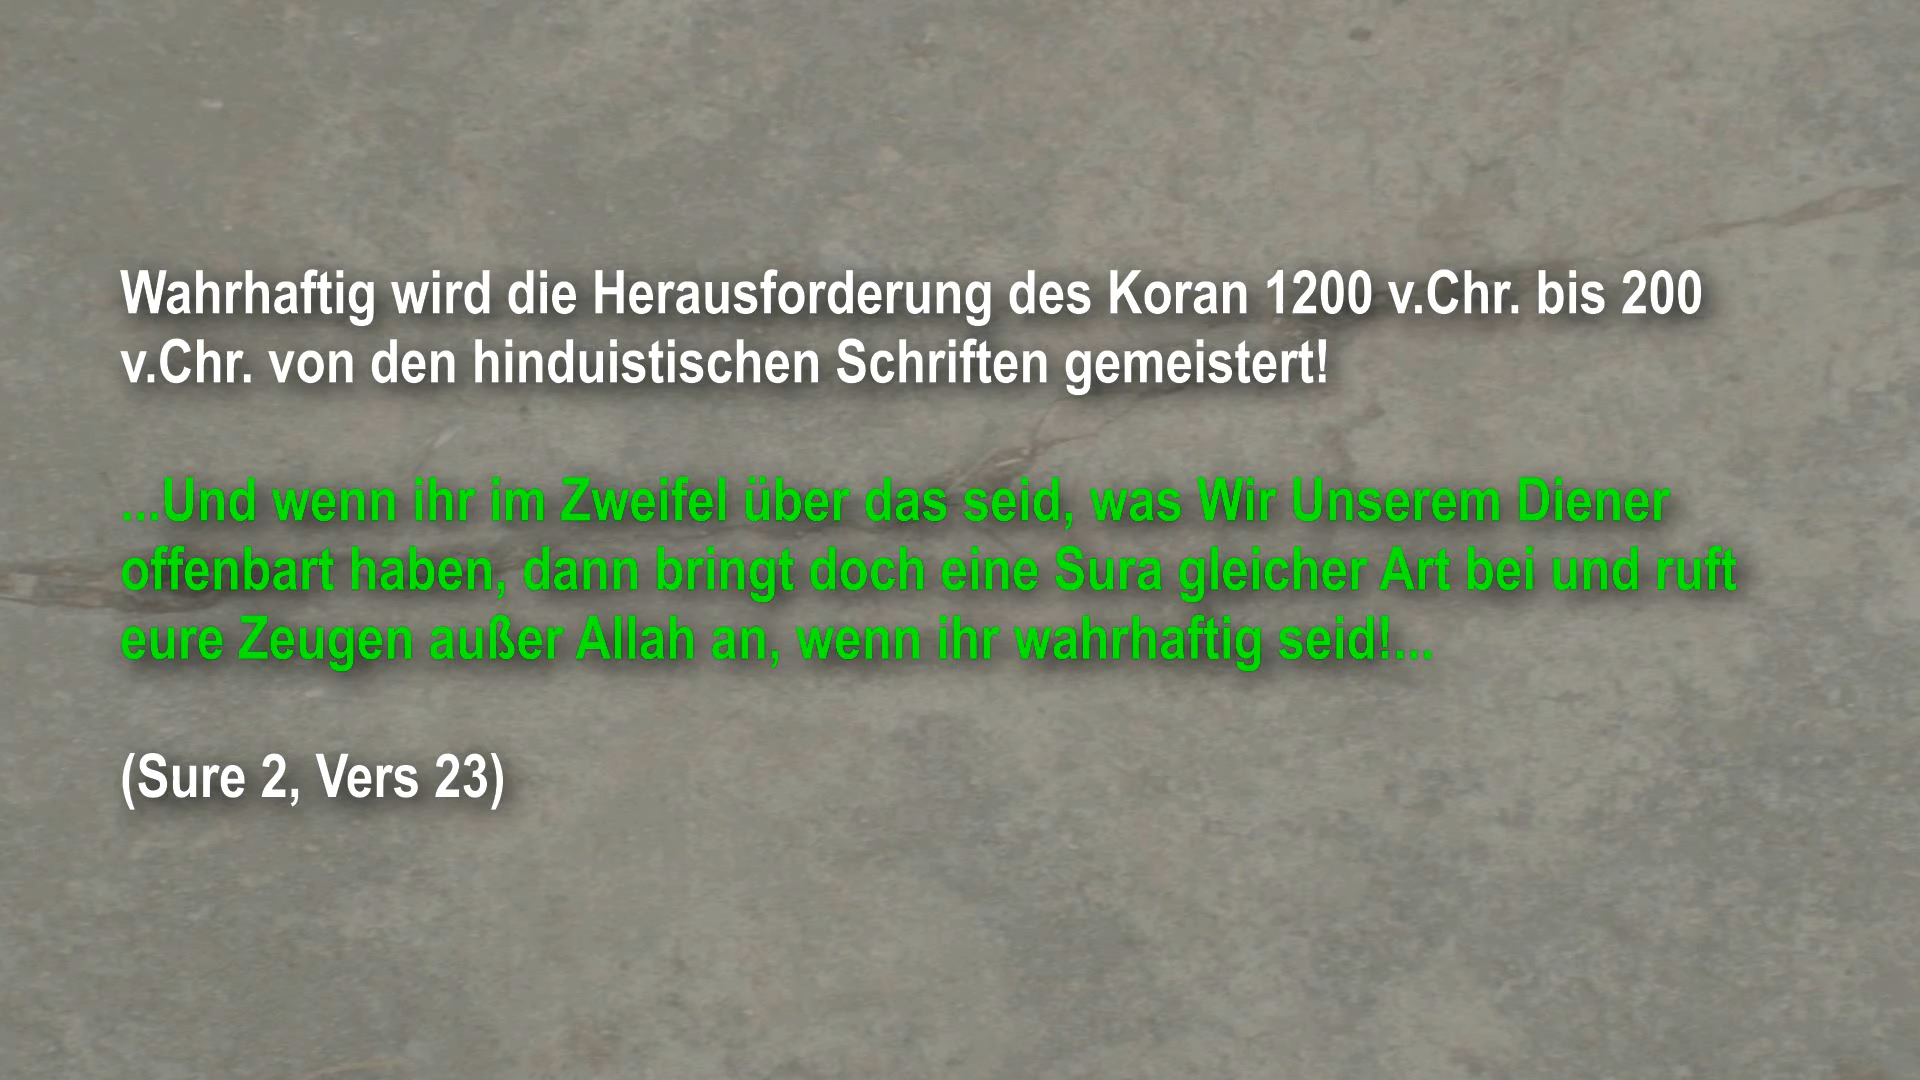 Wahrhaftig wird die Herausforderung des Koran 1200 v.Chr. bis 200
v.Chr. von den hinduistischen Schriften gemeistert!
...Und wenn ihr im Zweifel über das seid, was Wir Unserem Diener
offenbart haben, dann bringt doch eine Sura gleicher Art bei und ruft
eure Zeugen außer Allah an, wenn ihr wahrhaftig seid!...
(Sure 2, Vers 23)